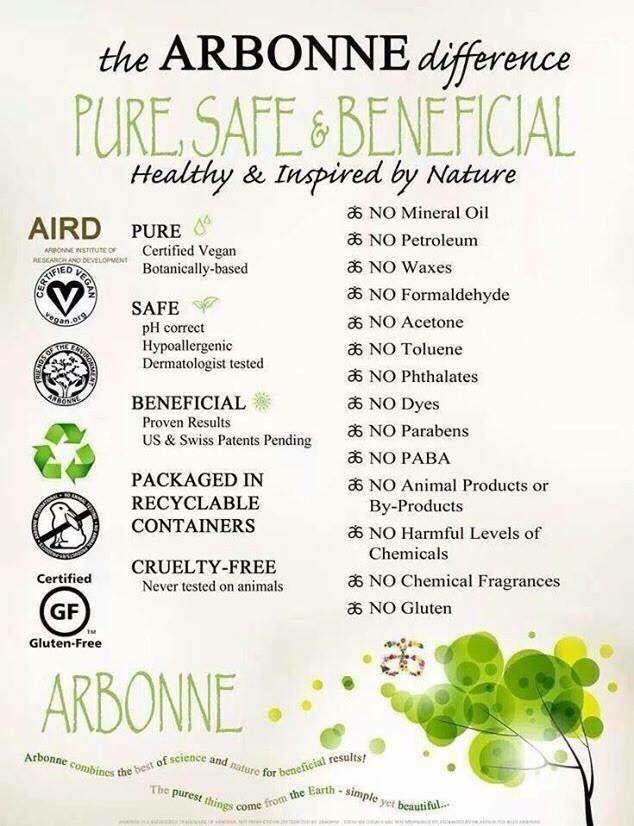 the ARBONNE difference
PURE, SAFE & BENEFICIAL
Healthy & Inspired by Nature
AIRD
ARBONNE INSTITUTE OF
RESEARCH AND DEVELOPMENT
CERTIFIED VEGAN
vegan.org
FRIENDS OF THE ENVIRONMENT
ARBONNE
Certified
GF
TM
Gluten-Free
PURE
Certified Vegan
Botanically-based
SAFE
pH correct
Hypoallergenic
Dermatologist tested
BENEFICIAL
Proven Results
US & Swiss Patents Pending
PACKAGED IN
RECYCLABLE
CONTAINERS
CRUELTY-FREE
Never tested on animals
NO Mineral Oil
NO Petroleum
NO Waxes
NO Formaldehyde
NO Acetone
NO Toluene
NO Phthalates
NO Dyes
NO Parabens
NO PABA
NO Animal Products or
By-Products
NO Harmful Levels of
Chemicals
NO Chemical Fragrances
NO Gluten
ARBONNE
Arbonne combines the best of science and nature for beneficial results!
The purest things come from the Earth - simple yet beautiful...